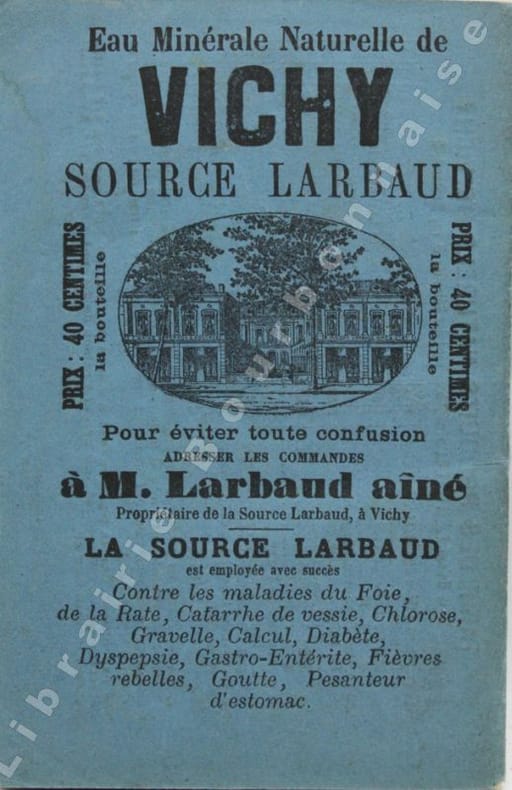 Eau Minérale Naturelle de
VICHY
SOURCE LARBAUD
PRIX : 40 CENTIMES
la bouteille
PRIX : 40 CENTIMES
la bouteille
Pour éviter toute confusion
ADRESSER LES COMMANDES
à M. Larbaud aîné
Propriétaire de la Source Larbaud, à Vichy
LA SOURCE LARBAUD
est employée avec succès
Contre les maladies du Foie,
de la Rate, Catarrhe de vessie, Chlorose,
Gravelle, Calcul, Diabète,
Dyspepsie, Gastro-Entérite, Fièvres
rebelles, Goutte, Pesanteur
d'estomac.
Librairie Bourbonnaise